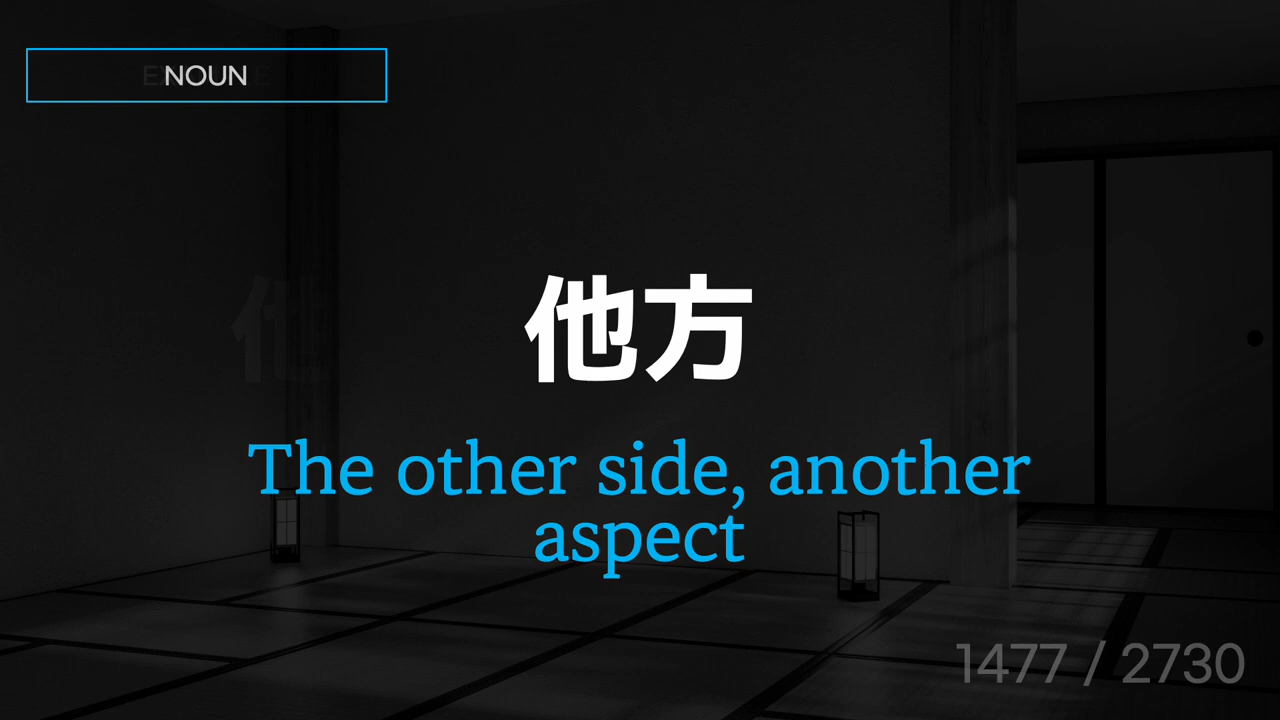 NOUN
他方
The other side, another
aspect
1477 / 2730